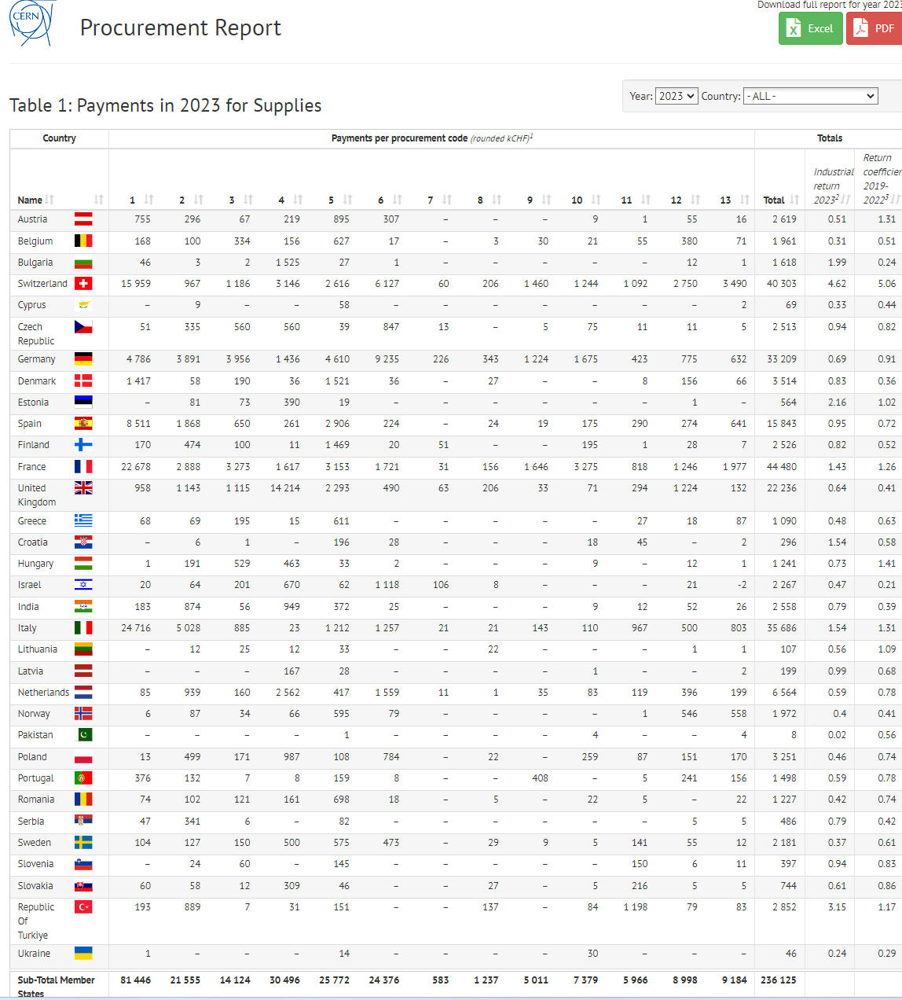 CERN
Procurement Report
Download full report for year 2023
Excel
PDF
Table 1: Payments in 2023 for Supplies
Year: 2023 Country: - ALL -
Country Payments per procurement code (rounded kCHF)1 Totals
Name 1 2 3 4 5 6 7 8 9 10 11 12 13 Total Industrial return 2023² Return coefficien 2019-2022³
Austria 755 296 67 219 895 307 – – – 9 1 55 16 2 619 0.51 1.31
Belgium 168 100 334 156 627 17 – 3 30 21 55 380 71 1 961 0.31 0.51
Bulgaria 46 3 2 1 525 27 1 – – – – – 12 1 1 618 1.99 0.24
Switzerland 15 959 967 1 186 3 146 2 616 6 127 60 206 1 460 1 244 1 092 2 750 3 490 40 303 4.62 5.06
Cyprus – 9 – – 58 – – – – – – – 2 69 0.33 0.44
Czech Republic 51 335 560 560 39 847 13 – 5 75 11 11 5 2 513 0.94 0.82
Germany 4 786 3 891 3 956 1 436 4 610 9 235 226 343 1 224 1 675 423 775 632 33 209 0.69 0.91
Denmark 1 417 58 190 36 1 521 36 – 27 – – 8 156 66 3 514 0.83 0.36
Estonia – 81 73 390 19 – – – – – – 1 – 564 2.16 1.02
Spain 8 511 1 868 650 261 2 906 224 – 24 19 175 290 274 641 15 843 0.95 0.72
Finland 170 474 100 11 1 469 20 51 – – 195 1 28 7 2 526 0.82 0.52
France 22 678 2 888 3 273 1 617 3 153 1 721 31 156 1 646 3 275 818 1 246 1 977 44 480 1.43 1.26
United Kingdom 958 1 143 1 115 14 214 2 293 490 63 206 33 71 294 1 224 132 22 236 0.64 0.41
Greece 68 69 195 15 611 – – – – – 27 18 87 1 090 0.48 0.63
Croatia – 6 1 – 196 28 – – – 18 45 – 2 296 1.54 0.58
Hungary 1 191 529 463 33 2 – – – 9 – 12 1 1 241 0.73 1.41
Israel 20 64 201 670 62 1 118 106 8 – – – 21 -2 2 267 0.47 0.21
India 183 874 56 949 372 25 – – – 9 12 52 26 2 558 0.79 0.39
Italy 24 716 5 028 885 23 1 212 1 257 21 21 143 110 967 500 803 35 686 1.54 1.31
Lithuania – 12 25 12 33 – – 22 – – – 1 1 107 0.56 1.09
Latvia – – – 167 28 – – – – 1 – – 2 199 0.99 0.68
Netherlands 85 939 160 2 562 417 1 559 11 1 35 83 119 396 199 6 564 0.59 0.78
Norway 6 87 34 66 595 79 – – – – 1 546 558 1 972 0.4 0.41
Pakistan – – – – 1 – – – – 4 – – 4 8 0.02 0.56
Poland 13 499 171 987 108 784 – 22 – 259 87 151 170 3 251 0.46 0.74
Portugal 376 132 7 8 159 8 – – 408 – 5 241 156 1 498 0.59 0.78
Romania 74 102 121 161 698 18 – 5 – 22 5 – 22 1 227 0.42 0.74
Serbia 47 341 6 – 82 – – – – – – 5 5 486 0.79 0.42
Sweden 104 127 150 500 575 473 – 29 9 5 141 55 12 2 181 0.37 0.61
Slovenia – 24 60 – 145 – – – – – 150 6 11 397 0.94 0.83
Slovakia 60 58 12 309 46 – – 27 – 5 216 5 5 744 0.61 0.86
Republic Of Turkiye 193 889 7 31 151 – – 137 – 84 1 198 79 83 2 852 3.15 1.17
Ukraine 1 – – – 14 – – – – 30 – – – 46 0.24 0.29
Sub-Total Member States 81 446 21 555 14 124 30 496 25 772 24 376 583 1 237 5 011 7 379 5 966 8 998 9 184 236 125